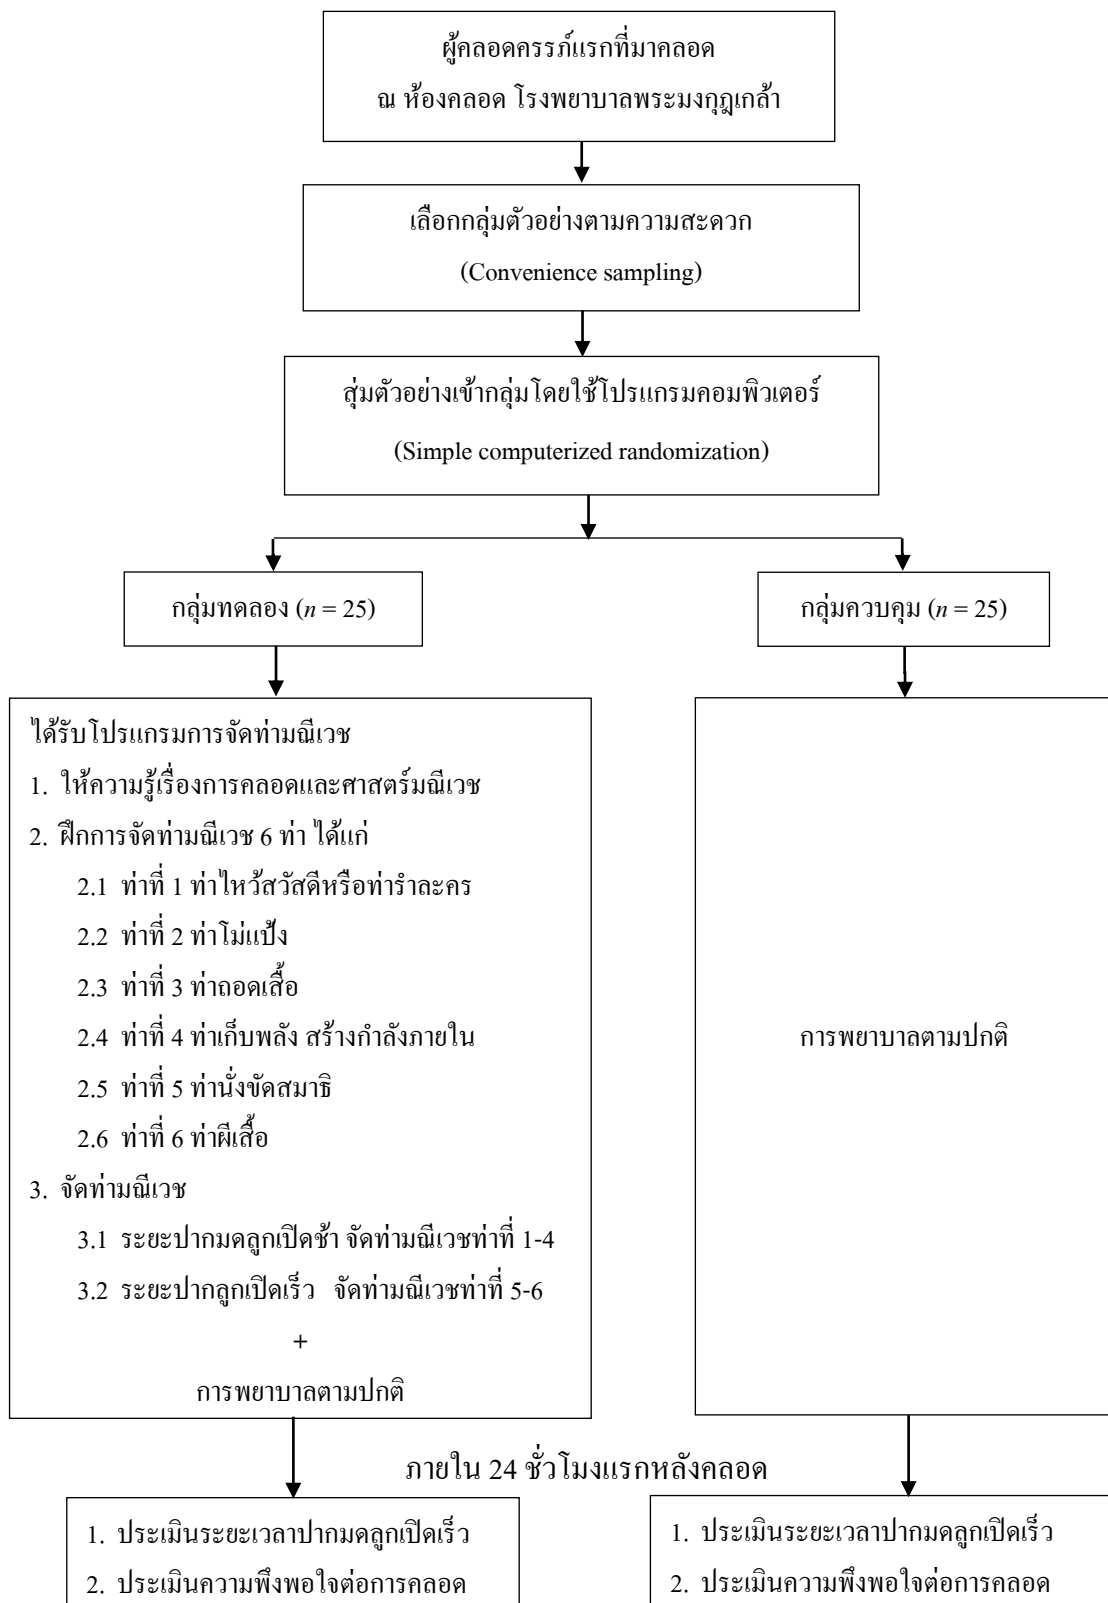 ผู้คลอดครรภ์แรกที่มาคลอด
ณ ห้องคลอด โรงพยาบาลพระมงกุฎเกล้า
เลือกกลุ่มตัวอย่างตามความสะดวก
(Convenience sampling)
สุ่มตัวอย่างเข้ากลุ่มโดยใช้โปรแกรมคอมพิวเตอร์
(Simple computerized randomization)
กลุ่มทดลอง (n = 25)
กลุ่มควบคุม (n = 25)
ได้รับโปรแกรมการจัดท่ามณีเวช
1. ให้ความรู้เรื่องการคลอดและศาสตร์มณีเวช
2. ฝึกการจัดท่ามณีเวช 6 ท่า ได้แก่
2.1 ท่าที่ 1 ท่าไหว้สวัสดีหรือท่ารำละคร
2.2 ท่าที่ 2 ท่าโม่แป้ง
2.3 ท่าที่ 3 ท่าถอดเสื้อ
2.4 ท่าที่ 4 ท่าเก็บพลัง สร้างกำลังภายใน
2.5 ท่าที่ 5 ท่านั่งขัดสมาธิ
2.6 ท่าที่ 6 ท่าผีเสื้อ
3. จัดท่ามณีเวช
3.1 ระยะปากมดลูกเปิดช้า จัดท่ามณีเวชท่าที่ 1-4
3.2 ระยะปากลูกเปิดเร็ว จัดท่ามณีเวชท่าที่ 5-6
+
การพยาบาลตามปกติ
การพยาบาลตามปกติ
ภายใน 24 ชั่วโมงแรกหลังคลอด
1. ประเมินระยะเวลาปากมดลูกเปิดเร็ว
2. ประเมินความพึงพอใจต่อการคลอด
1. ประเมินระยะเวลาปากมดลูกเปิดเร็ว
2. ประเมินความพึงพอใจต่อการคลอด